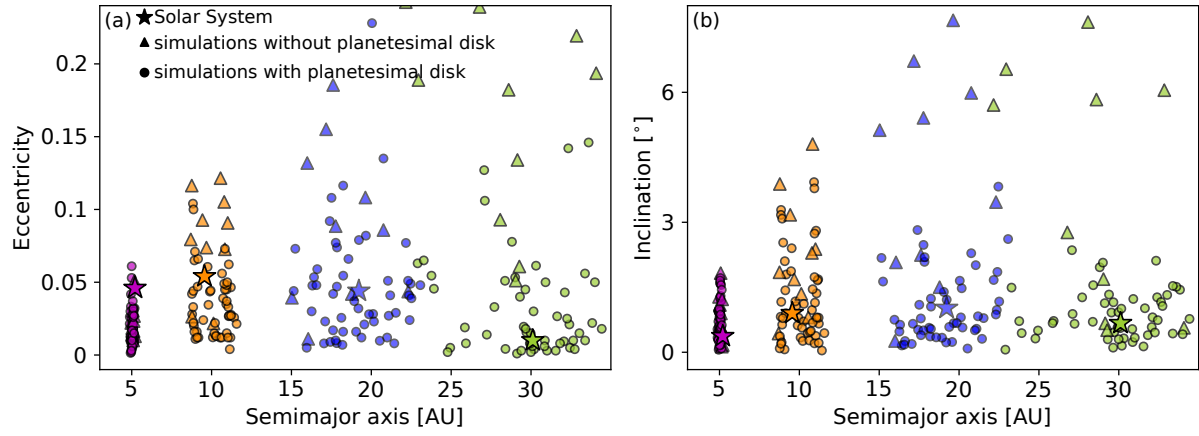 (a) Solar System
simulations without planetesimal disk
simulations with planetesimal disk
Eccentricity
0.2
0.15
0.1
0.05
0
5 10 15 20 25 30
Semimajor axis [AU]
(b)
Inclination [°]
6
3
0
5 10 15 20 25 30
Semimajor axis [AU]